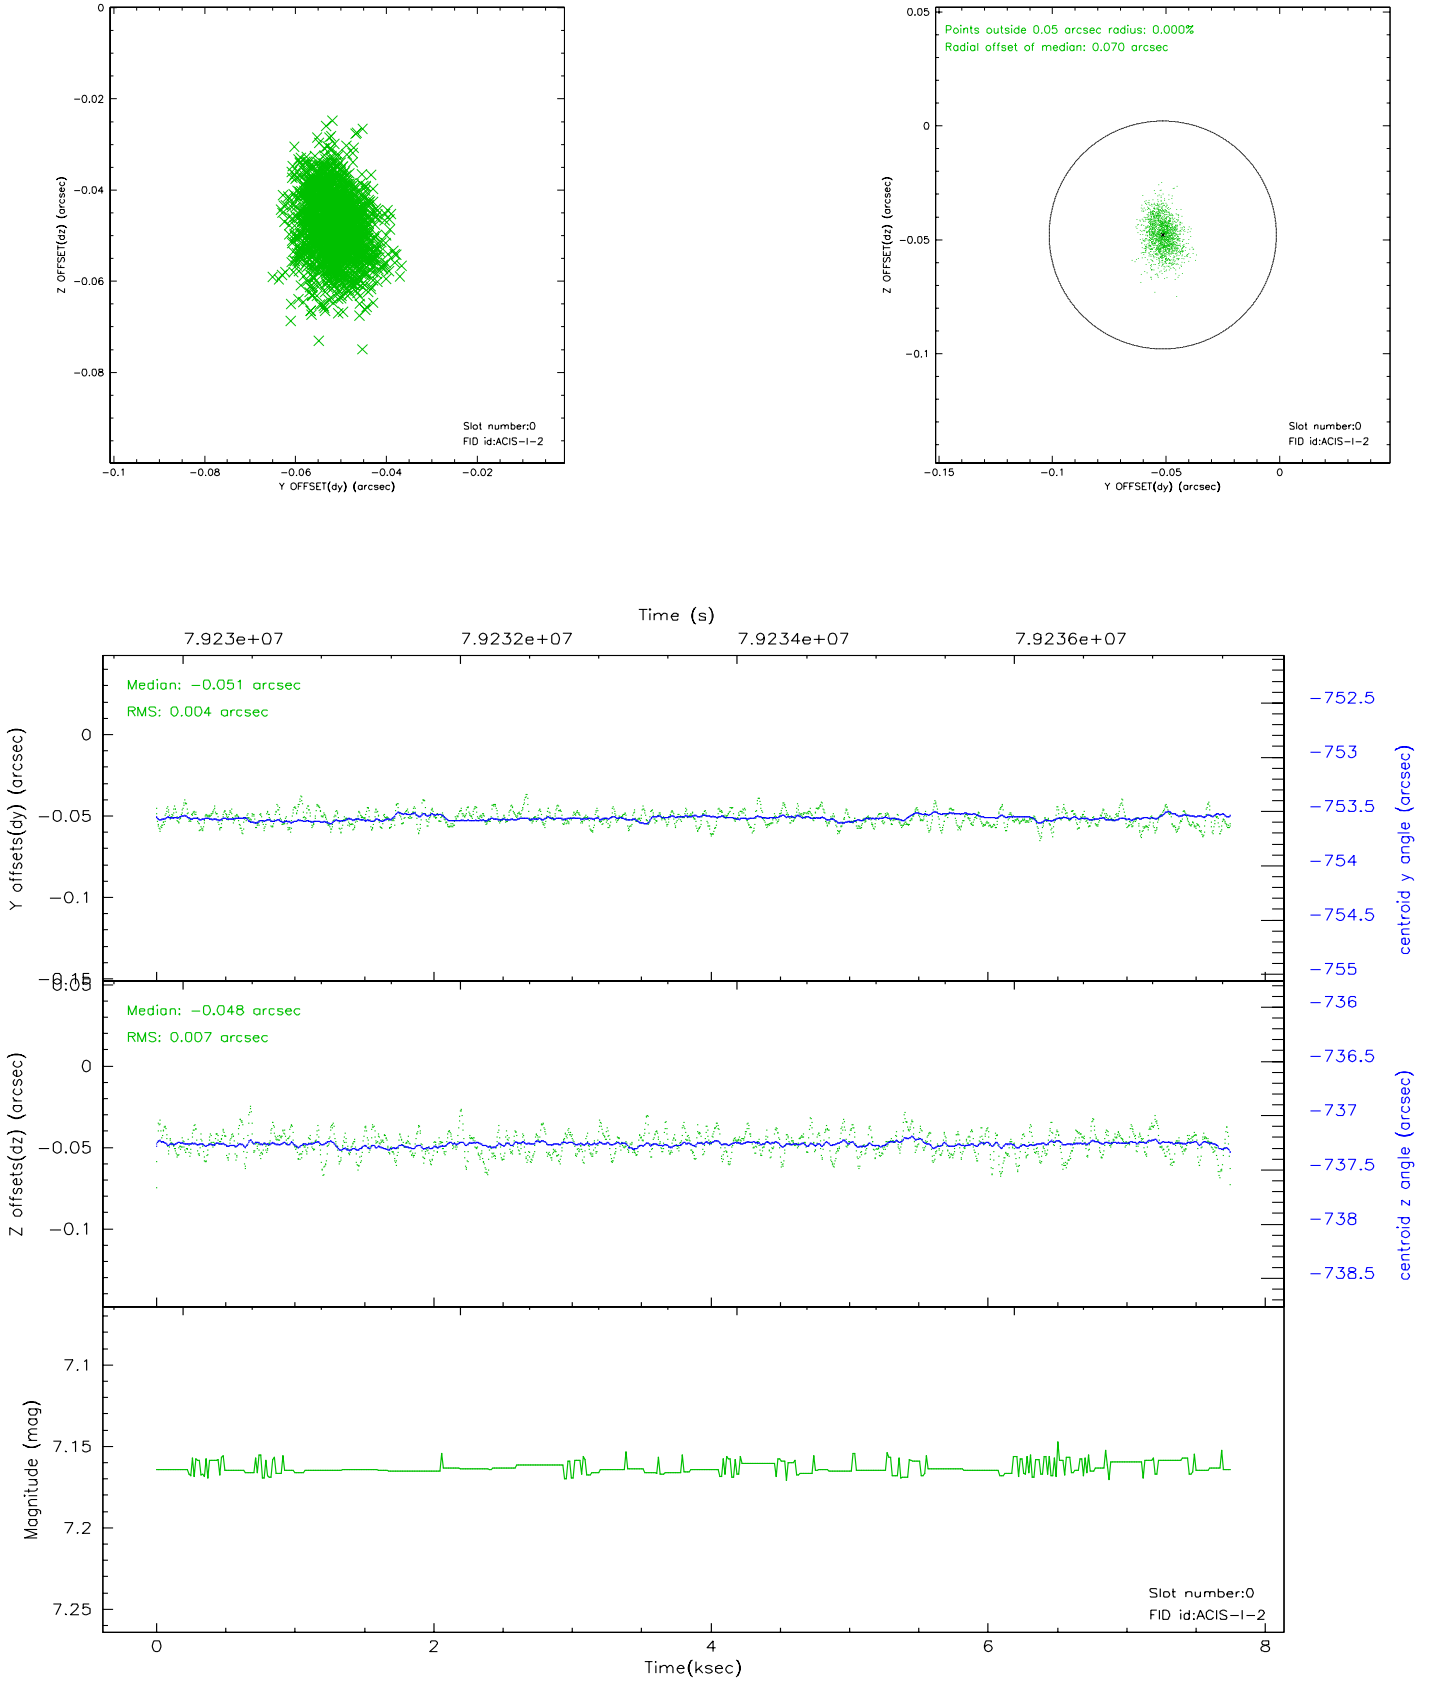 0
-0.02
-0.04
-0.06
-0.08
Z OFFSET(dz) (arcsec)
Slot number:0
FID id:ACIS-I-2
-0.1 -0.08 -0.06 -0.04 -0.02
Y OFFSET(dy) (arcsec)
0.05
Points outside 0.05 arcsec radius: 0.000%
Radial offset of median: 0.070 arcsec
0
-0.05
-0.1
Z OFFSET(dz) (arcsec)
Slot number:0
FID id:ACIS-I-2
-0.15 -0.1 -0.05 0
Y OFFSET(dy) (arcsec)
Time (s)
7.923e+07 7.9232e+07 7.9234e+07 7.9236e+07
Median: -0.051 arcsec
RMS: 0.004 arcsec
0
-0.05
-0.1
-0.15
Y offsets(dy) (arcsec)
-752.5
-753
-753.5
-754
-754.5
-755
centroid y angle (arcsec)
0.05
Median: -0.048 arcsec
RMS: 0.007 arcsec
0
-0.05
-0.1
Z offsets(dz) (arcsec)
-736
-736.5
-737
-737.5
-738
-738.5
centroid z angle (arcsec)
7.1
7.15
7.2
7.25
Magnitude (mag)
Slot number:0
FID id:ACIS-I-2
0 2 4 6 8
Time(ksec)